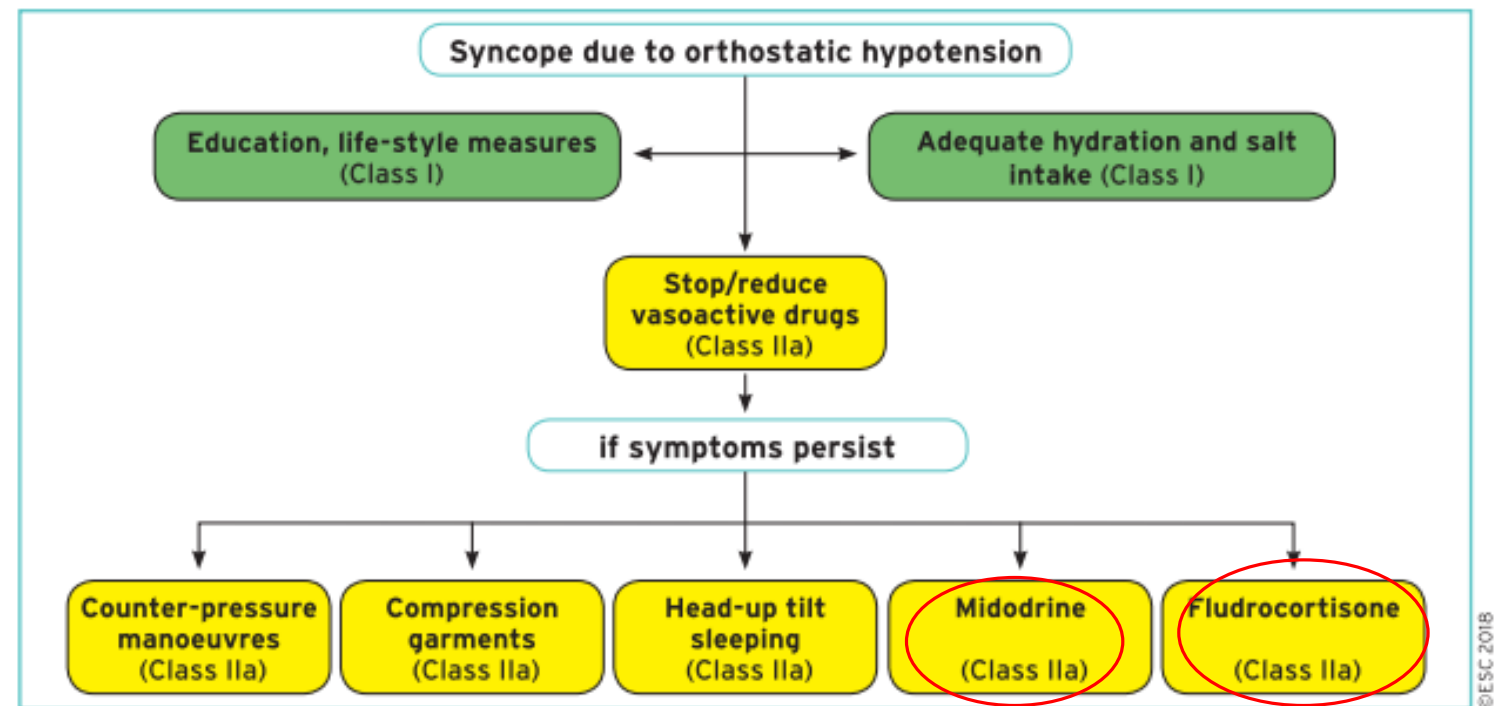 Syncope due to orthostatic hypotension
Education, life-style measures
(Class I)
Adequate hydration and salt
intake (Class I)
Stop/reduce
vasoactive drugs
(Class IIa)
if symptoms persist
Counter-pressure
manoeuvres
(Class IIa)
Compression
garments
(Class IIa)
Head-up tilt
sleeping
(Class IIa)
Midodrine
(Class IIa)
Fludrocortisone
(Class IIa)
©ESC 2018